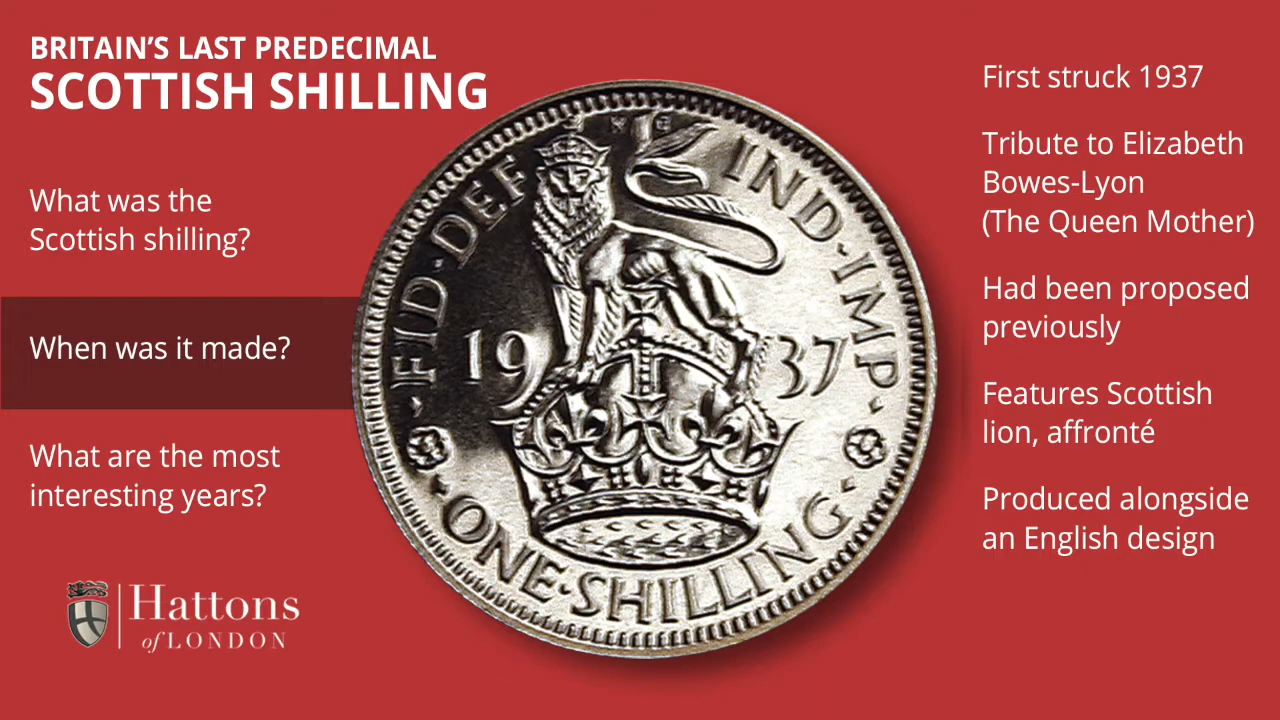 BRITAIN’S LAST PREDECIMAL
SCOTTISH SHILLING
What was the
Scottish shilling?
When was it made?
What are the most
interesting years?
Hattons
of LONDON
FID·DEF
IND·IMP
19 37
ONE·SHILLING
First struck 1937
Tribute to Elizabeth
Bowes-Lyon
(The Queen Mother)
Had been proposed
previously
Features Scottish
lion, affronté
Produced alongside
an English design